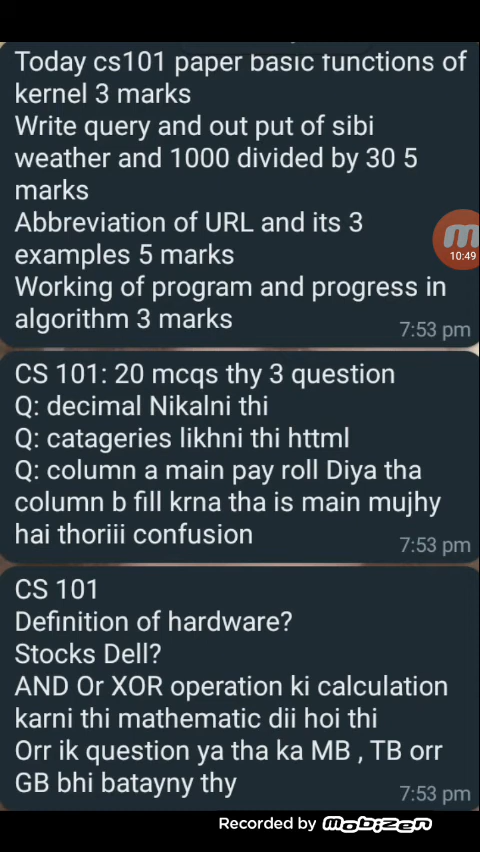 Today cs101 paper basic functions of
kernel 3 marks
Write query and out put of sibi
weather and 1000 divided by 30 5
marks
Abbreviation of URL and its 3
examples 5 marks
10:49
Working of program and progress in
algorithm 3 marks
7:53 pm
CS 101: 20 mcqs thy 3 question
Q: decimal Nikalni thi
Q: catageries likhni thi httml
Q: column a main pay roll Diya tha
column b fill krna tha is main mujhy
hai thoriii confusion
7:53 pm
CS 101
Definition of hardware?
Stocks Dell?
AND Or XOR operation ki calculation
karni thi mathematic dii hoi thi
Orr ik question ya tha ka MB , TB orr
GB bhi batayny thy
7:53 pm
Recorded by mobizen